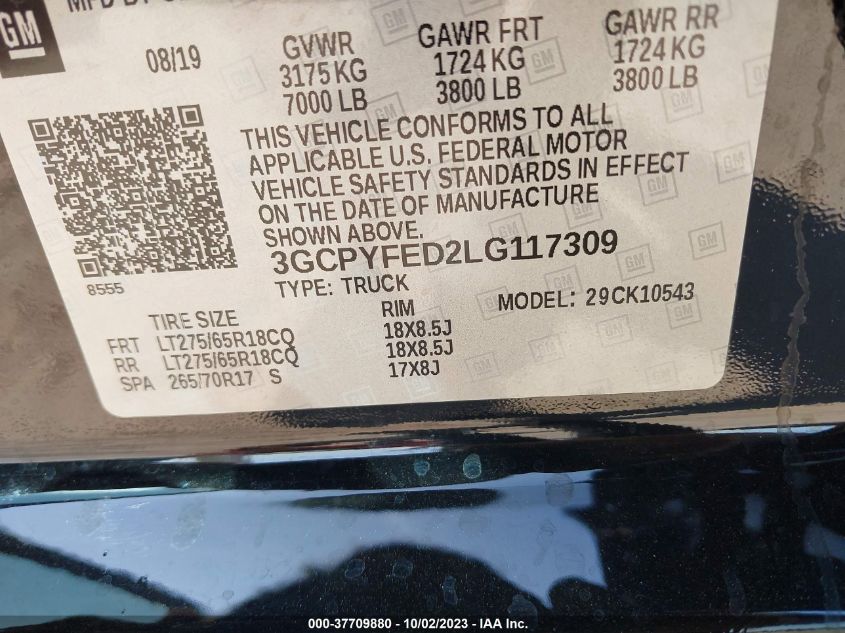 GM
08/19
GVWR GAWR FRT GAWR RR
3175 KG 1724 KG 1724 KG
7000 LB 3800 LB 3800 LB
THIS VEHICLE CONFORMS TO ALL
APPLICABLE U.S. FEDERAL MOTOR
VEHICLE SAFETY STANDARDS IN EFFECT
ON THE DATE OF MANUFACTURE
SHOWN ABOVE.
3GCPYFED2LG117309
8555
TYPE: TRUCK
MODEL: 29CK10543
TIRE SIZE RIM
FRT LT275/65R18CQ 18X8.5J
RR LT275/65R18CQ 18X8.5J
SPA 265/70R17 S 17X8J
000-37709880 - 10/02/2023 - IAA Inc.